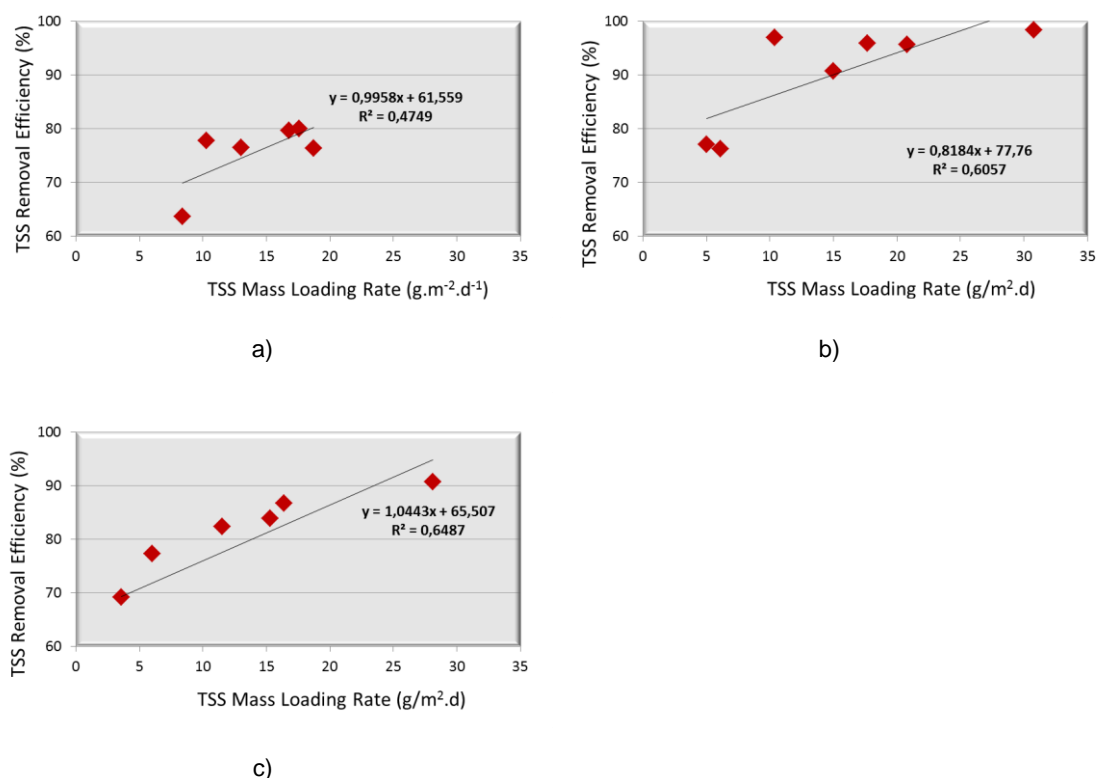 TSS Removal Efficiency (%)
100
90
80
70
60
y = 0,9958x + 61,559
R² = 0,4749
0 5 10 15 20 25 30 35
TSS Mass Loading Rate (g.m⁻².d⁻¹)
a)
TSS Removal Efficiency (%)
100
90
80
70
60
y = 0,8184x + 77,76
R² = 0,6057
0 5 10 15 20 25 30 35
TSS Mass Loading Rate (g/m².d)
b)
TSS Removal Efficiency (%)
100
90
80
70
60
y = 1,0443x + 65,507
R² = 0,6487
0 5 10 15 20 25 30 35
TSS Mass Loading Rate (g/m².d)
c)